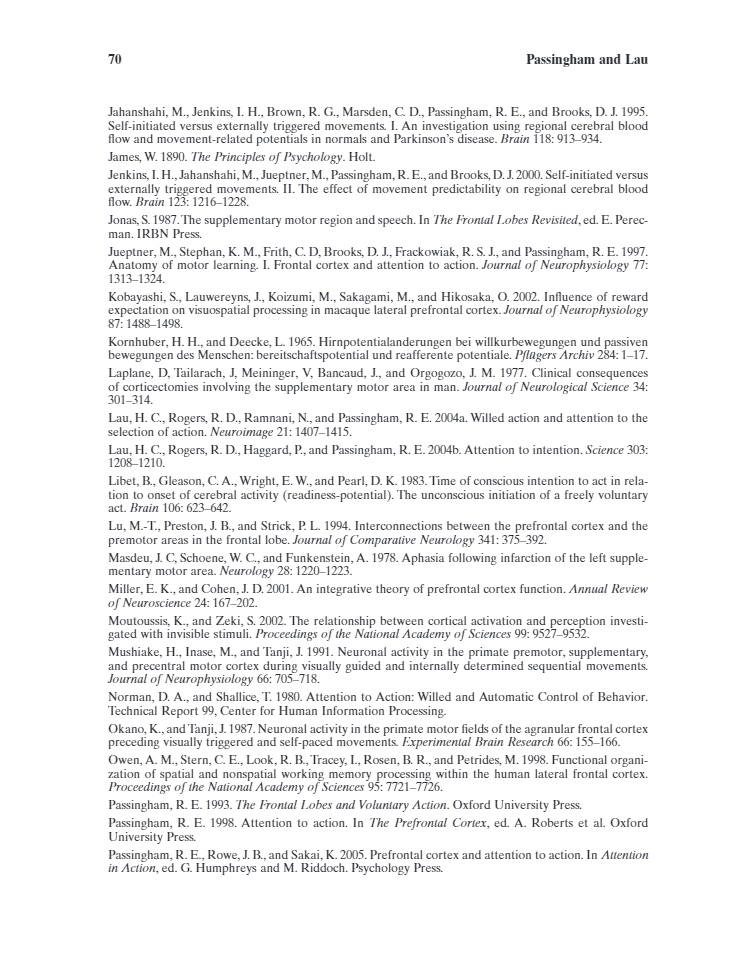 70
Passingham and Lau
Jahanshahi, M., Jenkins, I. H., Brown, R. G., Marsden, C. D., Passingham, R. E., and Brooks, D. J. 1995.
Self-initiated versus externally triggered movements. I. An investigation using regional cerebral blood
flow and movement-related potentials in normals and Parkinson's disease. Brain 118: 913–934.
James, W. 1890. The Principles of Psychology. Holt.
Jenkins, I. H., Jahanshahi, M., Jueptner, M., Passingham, R. E., and Brooks, D. J. 2000. Self-initiated versus
externally triggered movements. II. The effect of movement predictability on regional cerebral blood
flow. Brain 123: 1216–1228.
Jonas, S. 1987. The supplementary motor region and speech. In The Frontal Lobes Revisited, ed. E. Perec-
man. IRBN Press.
Jueptner, M., Stephan, K. M., Frith, C. D, Brooks, D. J., Frackowiak, R. S. J., and Passingham, R. E. 1997.
Anatomy of motor learning. I. Frontal cortex and attention to action. Journal of Neurophysiology 77:
1313–1324.
Kobayashi, S., Lauwereyns, J., Koizumi, M., Sakagami, M., and Hikosaka, O. 2002. Influence of reward
expectation on visuospatial processing in macaque lateral prefrontal cortex. Journal of Neurophysiology
87: 1488–1498.
Kornhuber, H. H., and Deecke, L. 1965. Hirnpotentialanderungen bei willkurbewegungen und passiven
bewegungen des Menschen: bereitschaftspotential und reafferente potentiale. Pflügers Archiv 284: 1–17.
Laplane, D, Tailarach, J, Meininger, V, Bancaud, J., and Orgogozo, J. M. 1977. Clinical consequences
of corticectomies involving the supplementary motor area in man. Journal of Neurological Science 34:
301–314.
Lau, H. C., Rogers, R. D., Ramnani, N., and Passingham, R. E. 2004a. Willed action and attention to the
selection of action. Neuroimage 21: 1407–1415.
Lau, H. C., Rogers, R. D., Haggard, P., and Passingham, R. E. 2004b. Attention to intention. Science 303:
1208–1210.
Libet, B., Gleason, C. A., Wright, E. W., and Pearl, D. K. 1983. Time of conscious intention to act in rela-
tion to onset of cerebral activity (readiness-potential). The unconscious initiation of a freely voluntary
act. Brain 106: 623–642.
Lu, M.-T., Preston, J. B., and Strick, P. L. 1994. Interconnections between the prefrontal cortex and the
premotor areas in the frontal lobe. Journal of Comparative Neurology 341: 375–392.
Masdeu, J. C, Schoene, W. C., and Funkenstein, A. 1978. Aphasia following infarction of the left supple-
mentary motor area. Neurology 28: 1220–1223.
Miller, E. K., and Cohen, J. D. 2001. An integrative theory of prefrontal cortex function. Annual Review
of Neuroscience 24: 167–202.
Moutoussis, K., and Zeki, S. 2002. The relationship between cortical activation and perception investi-
gated with invisible stimuli. Proceedings of the National Academy of Sciences 99: 9527–9532.
Mushiake, H., Inase, M., and Tanji, J. 1991. Neuronal activity in the primate premotor, supplementary,
and precentral motor cortex during visually guided and internally determined sequential movements.
Journal of Neurophysiology 66: 705–718.
Norman, D. A., and Shallice, T. 1980. Attention to Action: Willed and Automatic Control of Behavior.
Technical Report 99, Center for Human Information Processing.
Okano, K., and Tanji, J. 1987. Neuronal activity in the primate motor fields of the agranular frontal cortex
preceding visually triggered and self-paced movements. Experimental Brain Research 66: 155–166.
Owen, A. M., Stern, C. E., Look, R. B., Tracey, I., Rosen, B. R., and Petrides, M. 1998. Functional organi-
zation of spatial and nonspatial working memory processing within the human lateral frontal cortex.
Proceedings of the National Academy of Sciences 95: 7721–7726.
Passingham, R. E. 1993. The Frontal Lobes and Voluntary Action. Oxford University Press.
Passingham, R. E. 1998. Attention to action. In The Prefrontal Cortex, ed. A. Roberts et al. Oxford
University Press.
Passingham, R. E., Rowe, J. B., and Sakai, K. 2005. Prefrontal cortex and attention to action. In Attention
in Action, ed. G. Humphreys and M. Riddoch. Psychology Press.